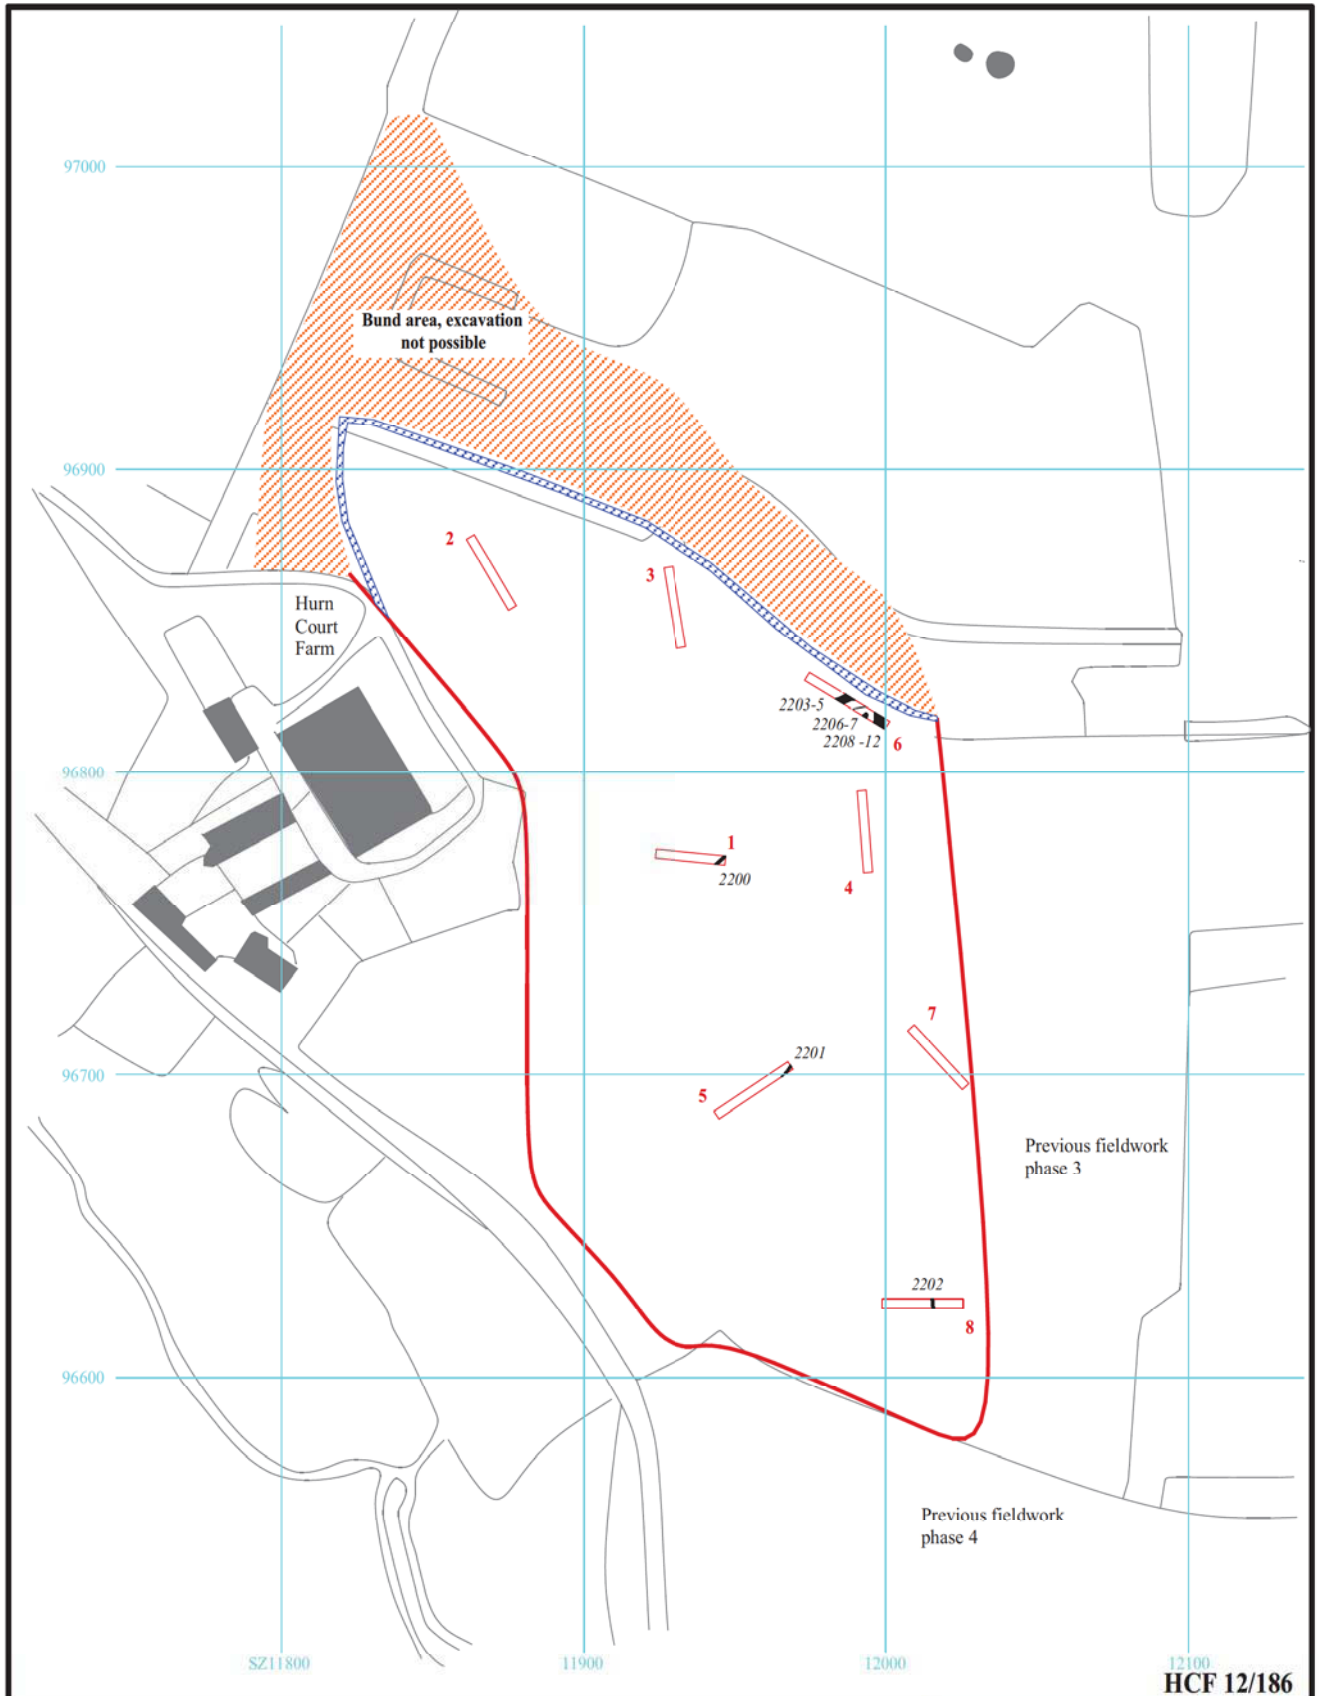 97000
Bund area, excavation
not possible
96900
2
3
Hurn
Court
Farm
2203-5
2206-7
2208 -12
6
96800
1
2200
4
7
2201
96700
5
Previous fieldwork
phase 3
2202
8
96600
Previous fieldwork
phase 4
SZ11800
11900
12000
12100
HCF 12/186